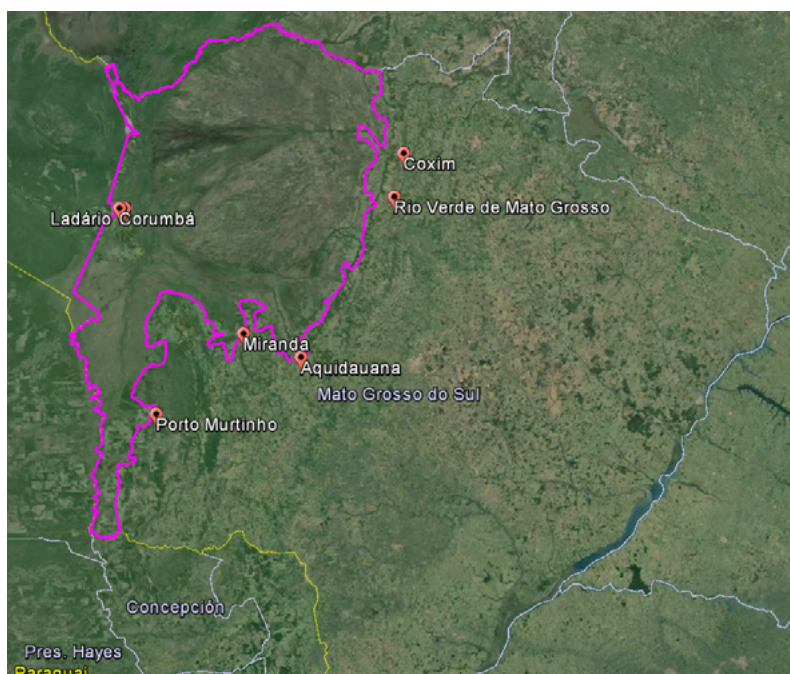 Coxim
Rio Verde de Mato Grosso
Ladário Corumbá
Miranda
Aquidauana
Mato Grosso do Sul
Porto Murtinho
Concepción
Pres. Hayes
Paraguai